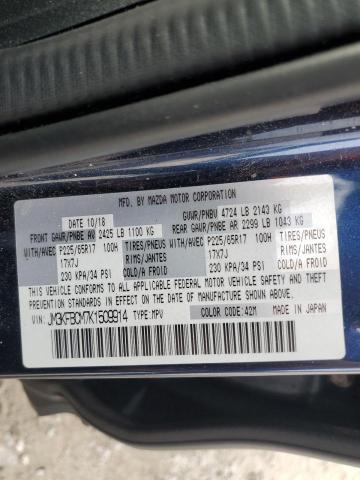 MFD. BY MAZDA MOTOR CORPORATION
DATE 10/18 GVWR/PNBV 4724 LB 2143 KG
FRONT GAWR/PNBE AV 2425 LB 1100 KG REAR GAWR/PNBE AR 2299 LB 1043 KG
WITH/AVEC P225/65R17 100H TIRES/PNEUS WITH/AVEC P225/65R17 100H TIRES/PNEUS
17X7J RIMS/JANTES 17X7J RIMS/JANTES
230 KPA/34 PSI COLD/A FROID 230 KPA/34 PSI COLD/A FROID
THIS VEHICLE CONFORMS TO ALL APPLICABLE FEDERAL MOTOR VEHICLE SAFETY AND
THEFT PREVENTION STANDARDS IN EFFECT ON THE DATE OF MANUFACTURE SHOWN
ABOVE.
VIN: JM3KFBCM7K1509914 TYPE:MPV COLOR CODE:42M MADE IN JAPAN